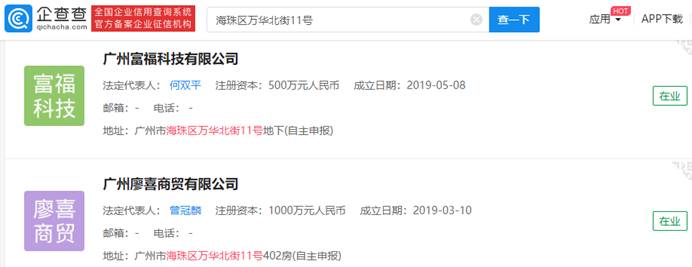 企查查
qichacha.com
全国企业信用查询系统
官方备案企业征信机构
海珠区万华北街11号
查一下
应用
HOT
APP下载
富福科技
广州富福科技有限公司
法定代表人： 何双平 注册资本：500万元人民币 成立日期：2019-05-08
邮箱：- 电话： -
地址：广州市海珠区万华北街11号地下(自主申报)
在业
廖喜商贸
广州廖喜商贸有限公司
法定代表人： 曾冠麟 注册资本：1000万元人民币 成立日期：2019-03-10
邮箱：- 电话： -
地址：广州市海珠区万华北街11号402房(自主申报)
在业